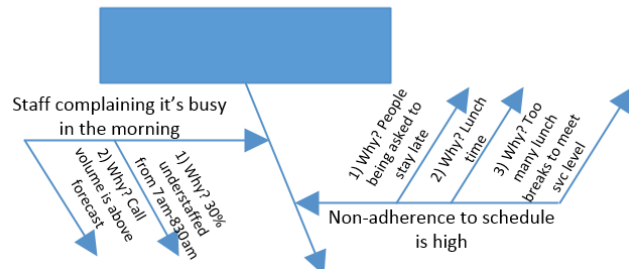 Staff complaining it's busy
in the morning
2) Why? Call
volume is above
forecast
1) Why? 30%
understaffed
from 7am-830am
1) Why? People
being asked to
stay late
2) Why? Lunch
time
3) Why? Too
many lunch
breaks to meet
svc level
Non-adherence to schedule
is high